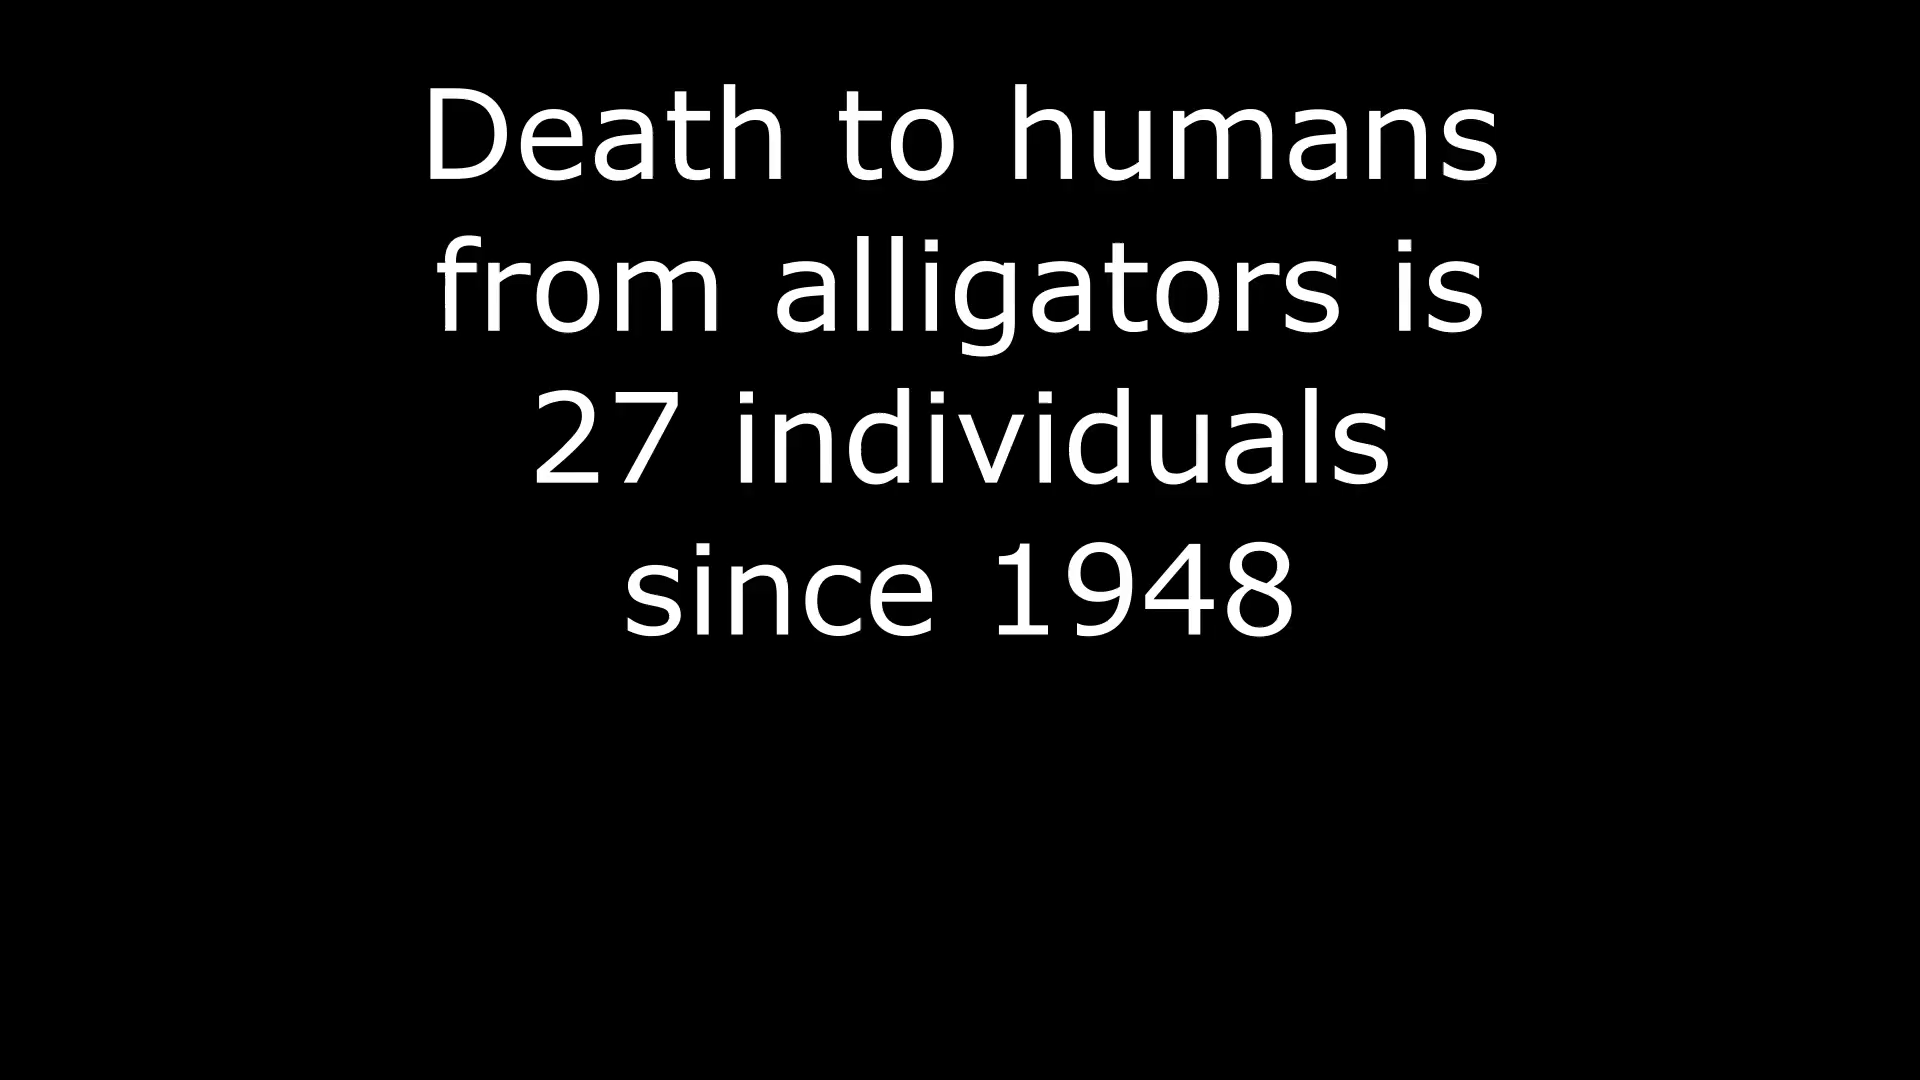 Death to humans
from alligators is
27 individuals
since 1948